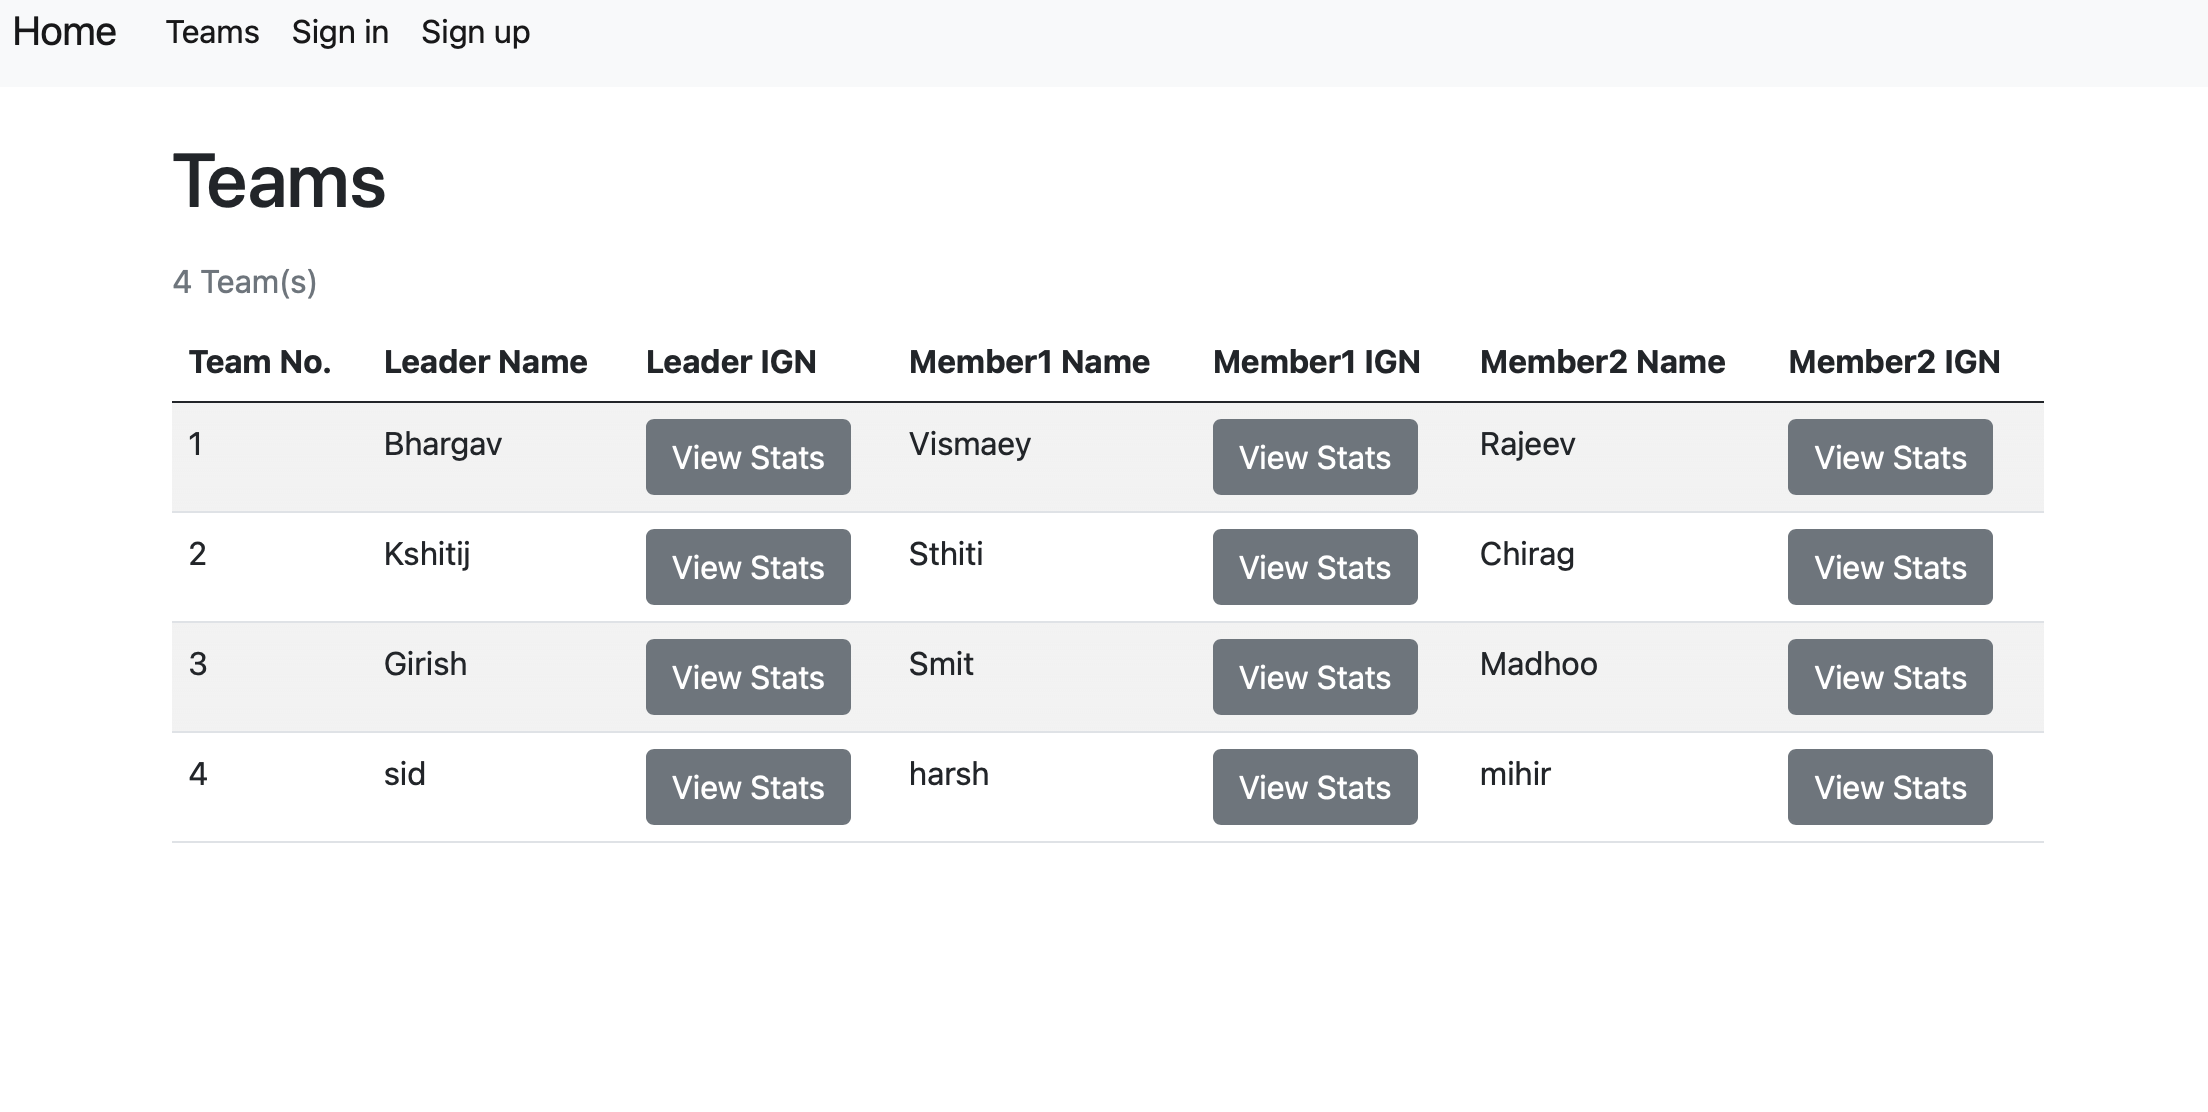 Home Teams Sign in Sign up
Teams
4 Team(s)
Team No. Leader Name Leader IGN Member1 Name Member1 IGN Member2 Name Member2 IGN
1 Bhargav View Stats Vismaey View Stats Rajeev View Stats
2 Kshitij View Stats Sthiti View Stats Chirag View Stats
3 Girish View Stats Smit View Stats Madhoo View Stats
4 sid View Stats harsh View Stats mihir View Stats